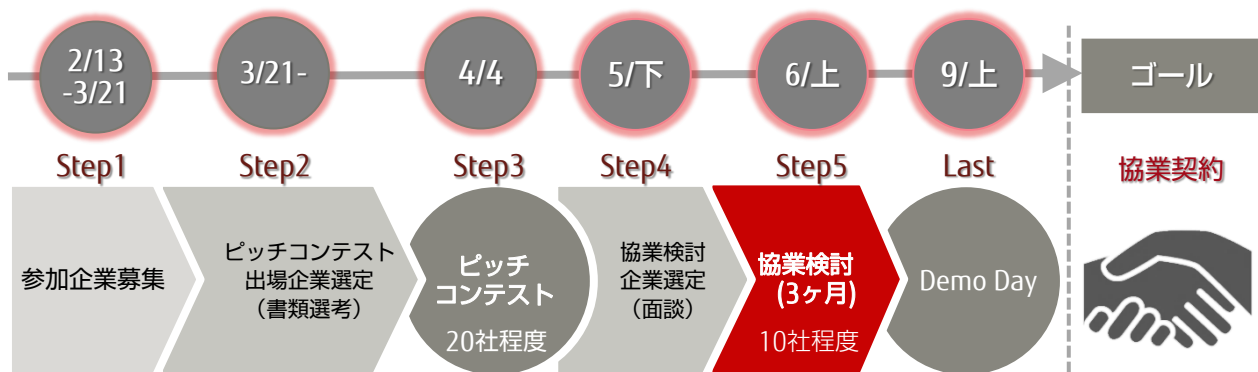 2/13
-3/21
3/21-
4/4
5/下
6/上
9/上
ゴール
Step1
Step2
Step3
Step4
Step5
Last
協業契約
参加企業募集
ピッチコンテスト
出場企業選定
（書類選考）
ピッチ
コンテスト
20社程度
協業検討
企業選定
（面談）
協業検討
(3ヶ月)
10社程度
Demo Day